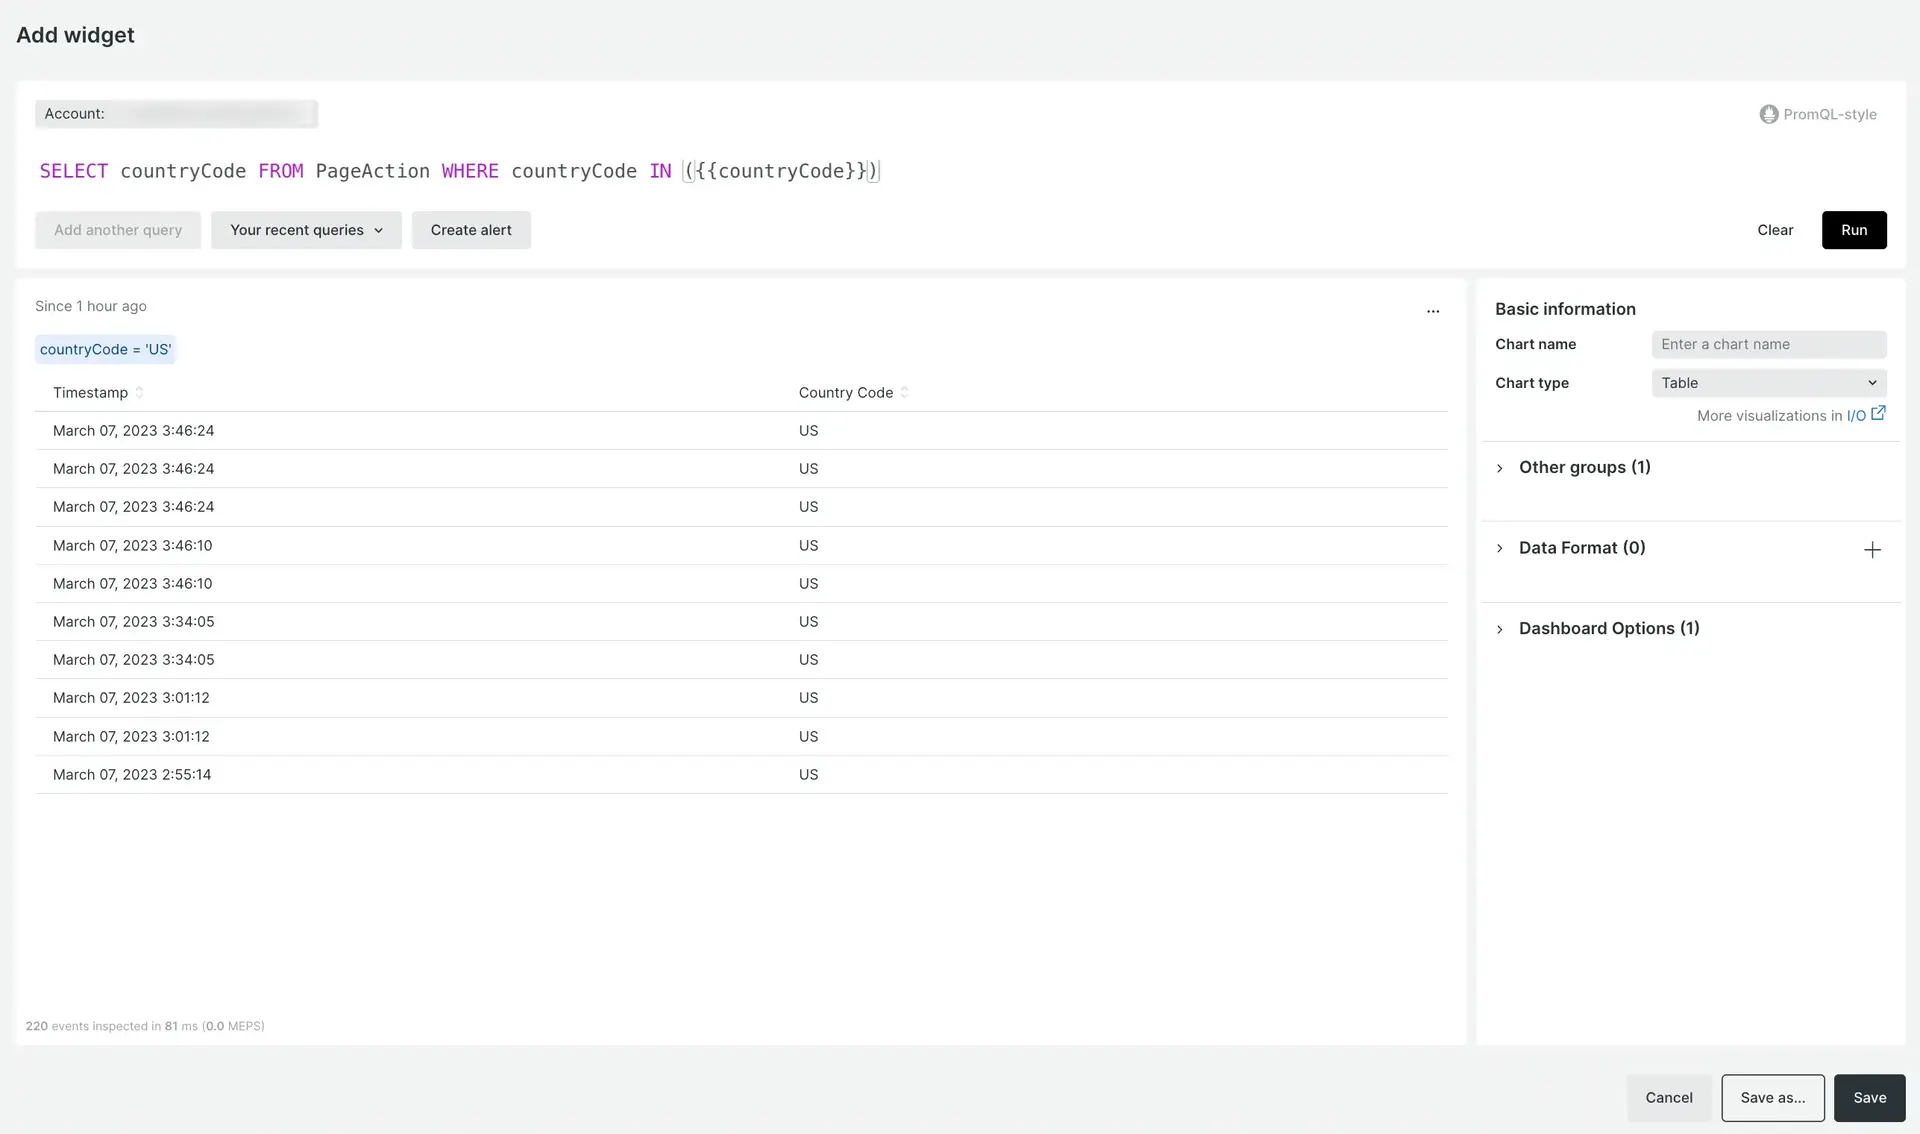 Add widget
Account:
PromQL-style
SELECT countryCode FROM PageAction WHERE countryCode IN ({{countryCode}})
Add another query Your recent queries Create alert Clear Run
Since 1 hour ago
...
countryCode = 'US'
Timestamp Country Code
March 07, 2023 3:46:24 US
March 07, 2023 3:46:24 US
March 07, 2023 3:46:24 US
March 07, 2023 3:46:10 US
March 07, 2023 3:46:10 US
March 07, 2023 3:34:05 US
March 07, 2023 3:34:05 US
March 07, 2023 3:01:12 US
March 07, 2023 3:01:12 US
March 07, 2023 2:55:14 US
220 events inspected in 81 ms (0.0 MEPS)
Basic information
Chart name Enter a chart name
Chart type Table
More visualizations in I/O
Other groups (1)
Data Format (0)
Dashboard Options (1)
Cancel Save as... Save